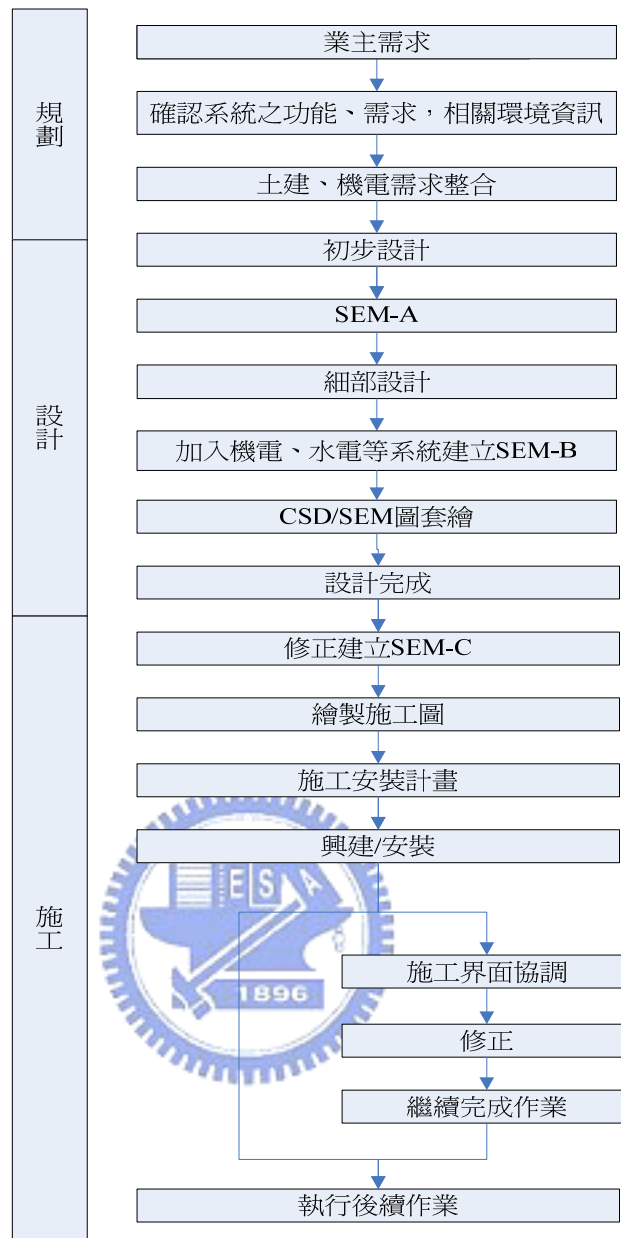 規劃
業主需求
確認系統之功能、需求，相關環境資訊
土建、機電需求整合
設計
初步設計
SEM-A
細部設計
加入機電、水電等系統建立SEM-B
CSD/SEM圖套繪
設計完成
施工
修正建立SEM-C
繪製施工圖
施工安裝計畫
興建/安裝
施工界面協調
修正
繼續完成作業
執行後續作業
ESA
1896